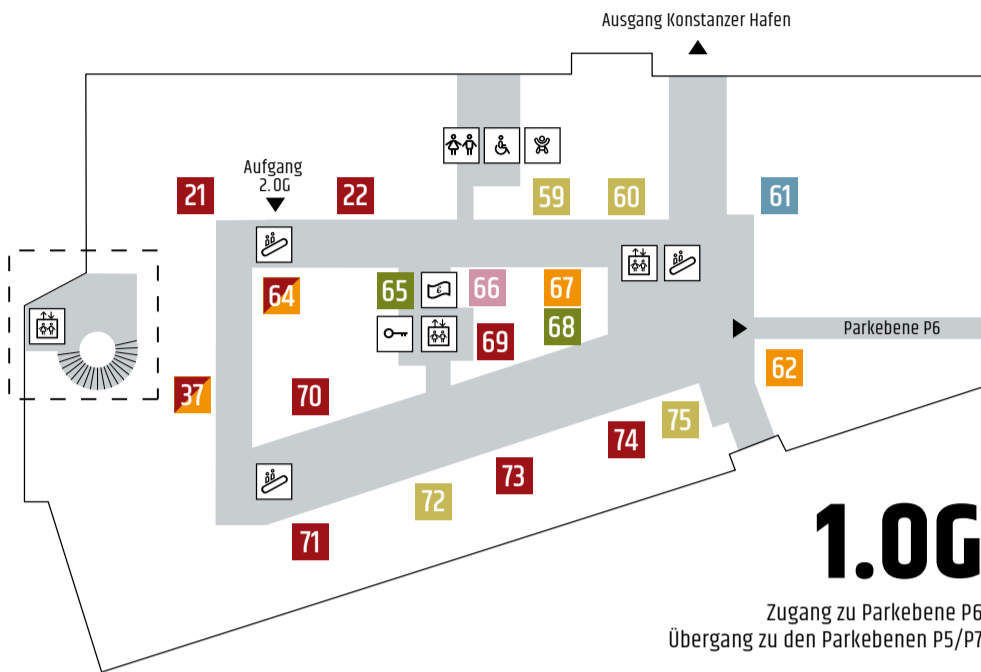 Ausgang Konstanzer Hafen
Aufgang
2. OG
21
22
59
60
61
64
65
€
66
67
68
69
Parkebene P6
62
37
70
75
74
73
72
71
1.OG
Zugang zu Parkebene P6
Übergang zu den Parkebenen P5/P7